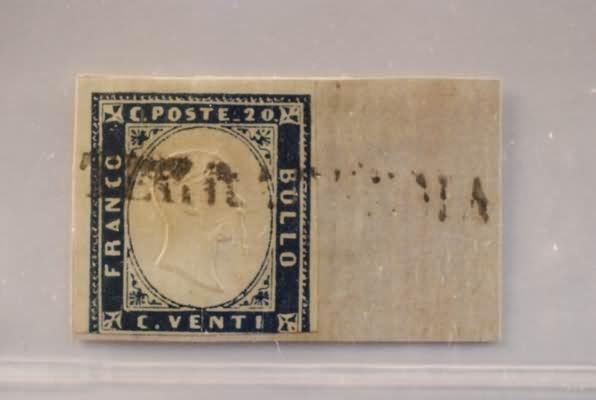 C. POSTE. 20
FRANCO
BOLLO
C. VENTI